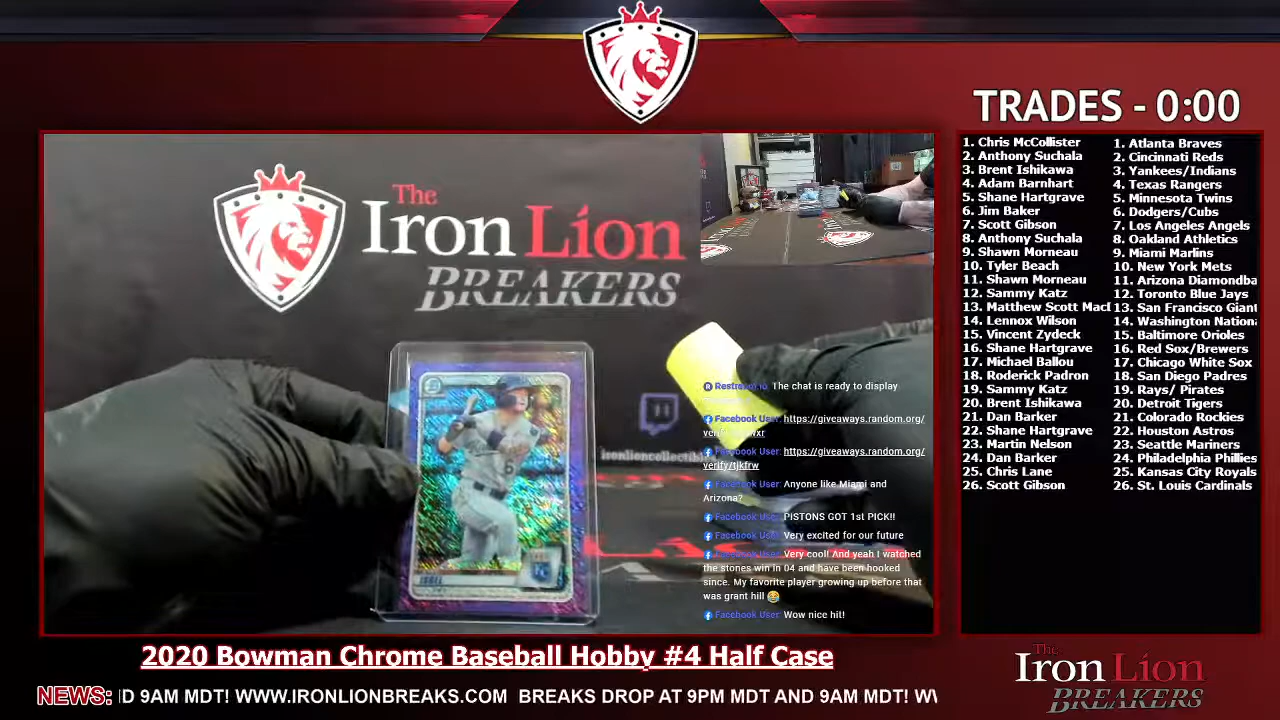 TRADES - 0:00
1. Chris McCollister
2. Anthony Suchala
3. Brent Ishikawa
4. Adam Barnhart
5. Shane Hartgrave
6. Jim Baker
7. Scott Gibson
8. Anthony Suchala
9. Shawn Morneau
10. Tyler Beach
11. Shawn Morneau
12. Sammy Katz
13. Matthew Scott Macl
14. Lennox Wilson
15. Vincent Zydeck
16. Shane Hartgrave
17. Michael Ballou
18. Roderick Padron
19. Sammy Katz
20. Brent Ishikawa
21. Dan Barker
22. Shane Hartgrave
23. Martin Nelson
24. Dan Barker
25. Chris Lane
26. Scott Gibson
1. Atlanta Braves
2. Cincinnati Reds
3. Yankees/Indians
4. Texas Rangers
5. Minnesota Twins
6. Dodgers/Cubs
7. Los Angeles Angels
8. Oakland Athletics
9. Miami Marlins
10. New York Mets
11. Arizona Diamondba
12. Toronto Blue Jays
13. San Francisco Giant
14. Washington Nationa
15. Baltimore Orioles
16. Red Sox/Brewers
17. Chicago White Sox
18. San Diego Padres
19. Rays/ Pirates
20. Detroit Tigers
21. Colorado Rockies
22. Houston Astros
23. Seattle Mariners
24. Philadelphia Phillies
25. Kansas City Royals
26. St. Louis Cardinals
The
Iron Lion
BREAKERS
ironlioncollectib
6
ISBEL
Restream.io The chat is ready to display
Facebook User: https://giveaways.random.org/
Facebook User: https://giveaways.random.org/
verify/tjkfrw
Facebook User: Anyone like Miami and
Arizona?
Facebook User: PISTONS GOT 1st PICK!!
Facebook User: Very excited for our future
Facebook User: Very cool! And yeah I watched
the stones win in 04 and have been hooked
since. My favorite player growing up before that
was grant hill 😂
Facebook User: Wow nice hit!
2020 Bowman Chrome Baseball Hobby #4 Half Case
NEWS: D 9AM MDT! WWW.IRONLIONBREAKS.COM BREAKS DROP AT 9PM MDT AND 9AM MDT! W
The
Iron Lion
BREAKERS